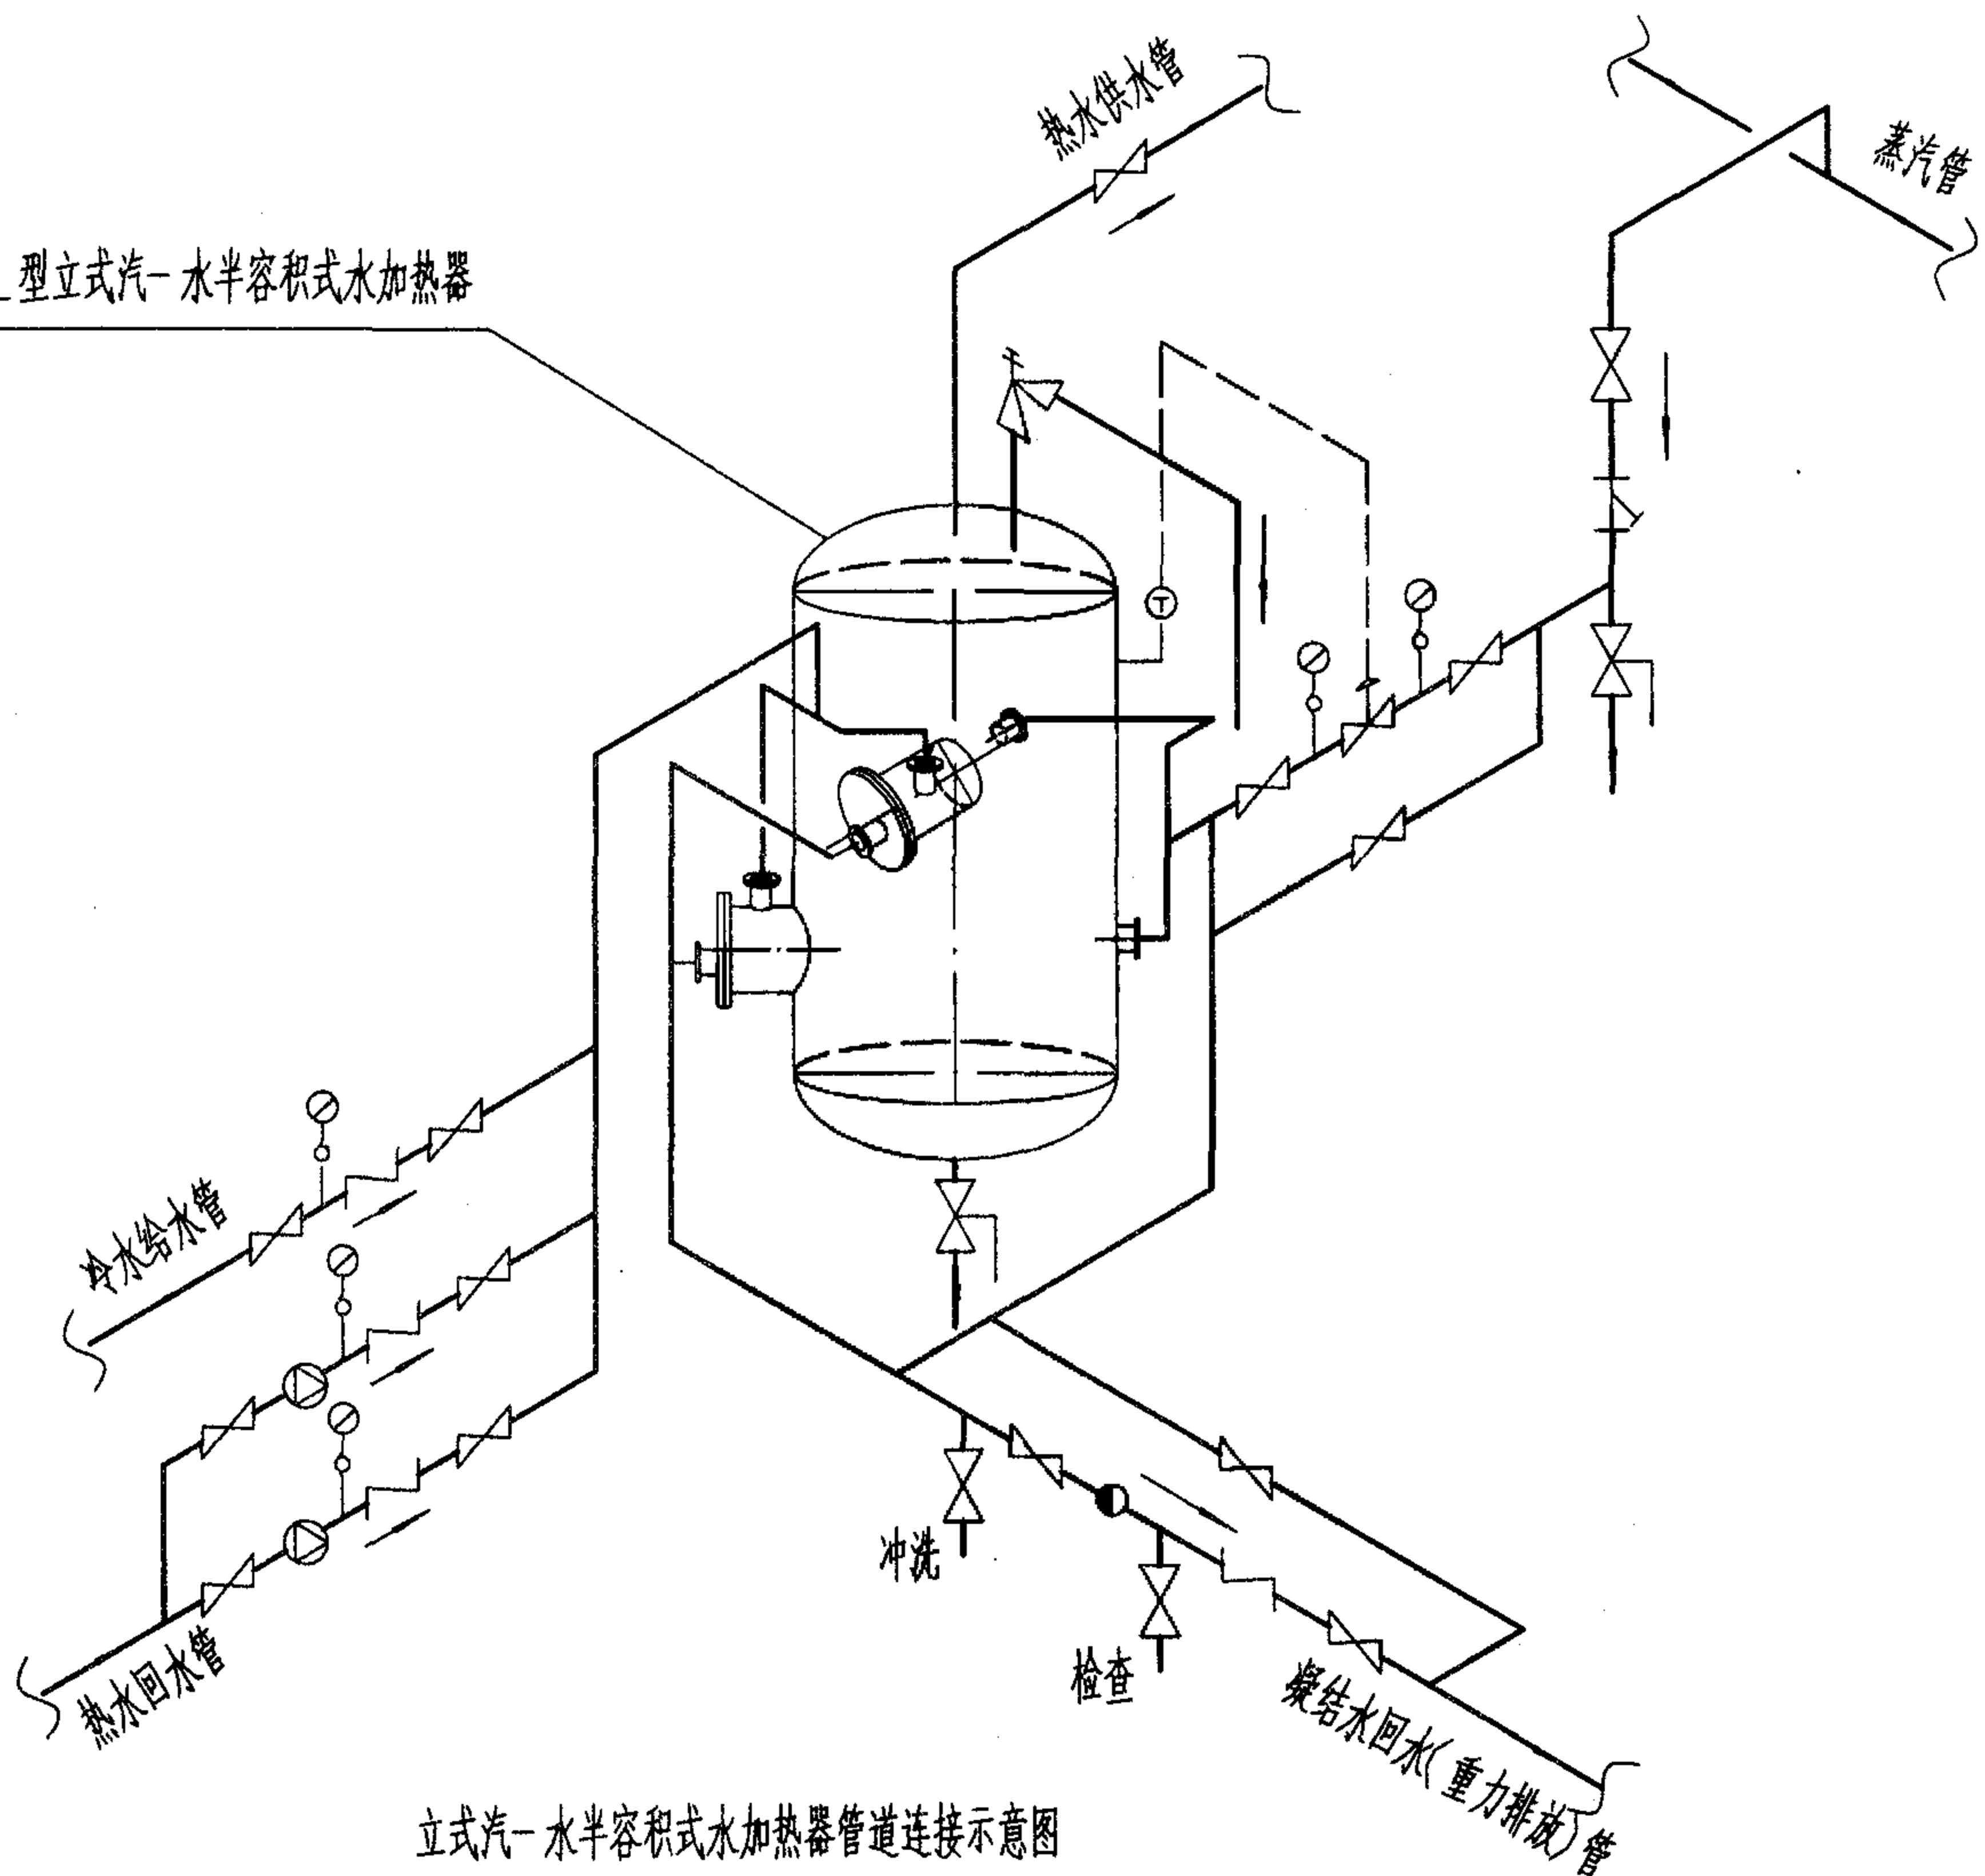 热水供水管
蒸汽管
型立式汽-水半容积式水加热器
T
冷水给水管
热水回水管
冲洗
检查
凝结水回水(重力排放)管
立式汽-水半容积式水加热器管道连接示意图